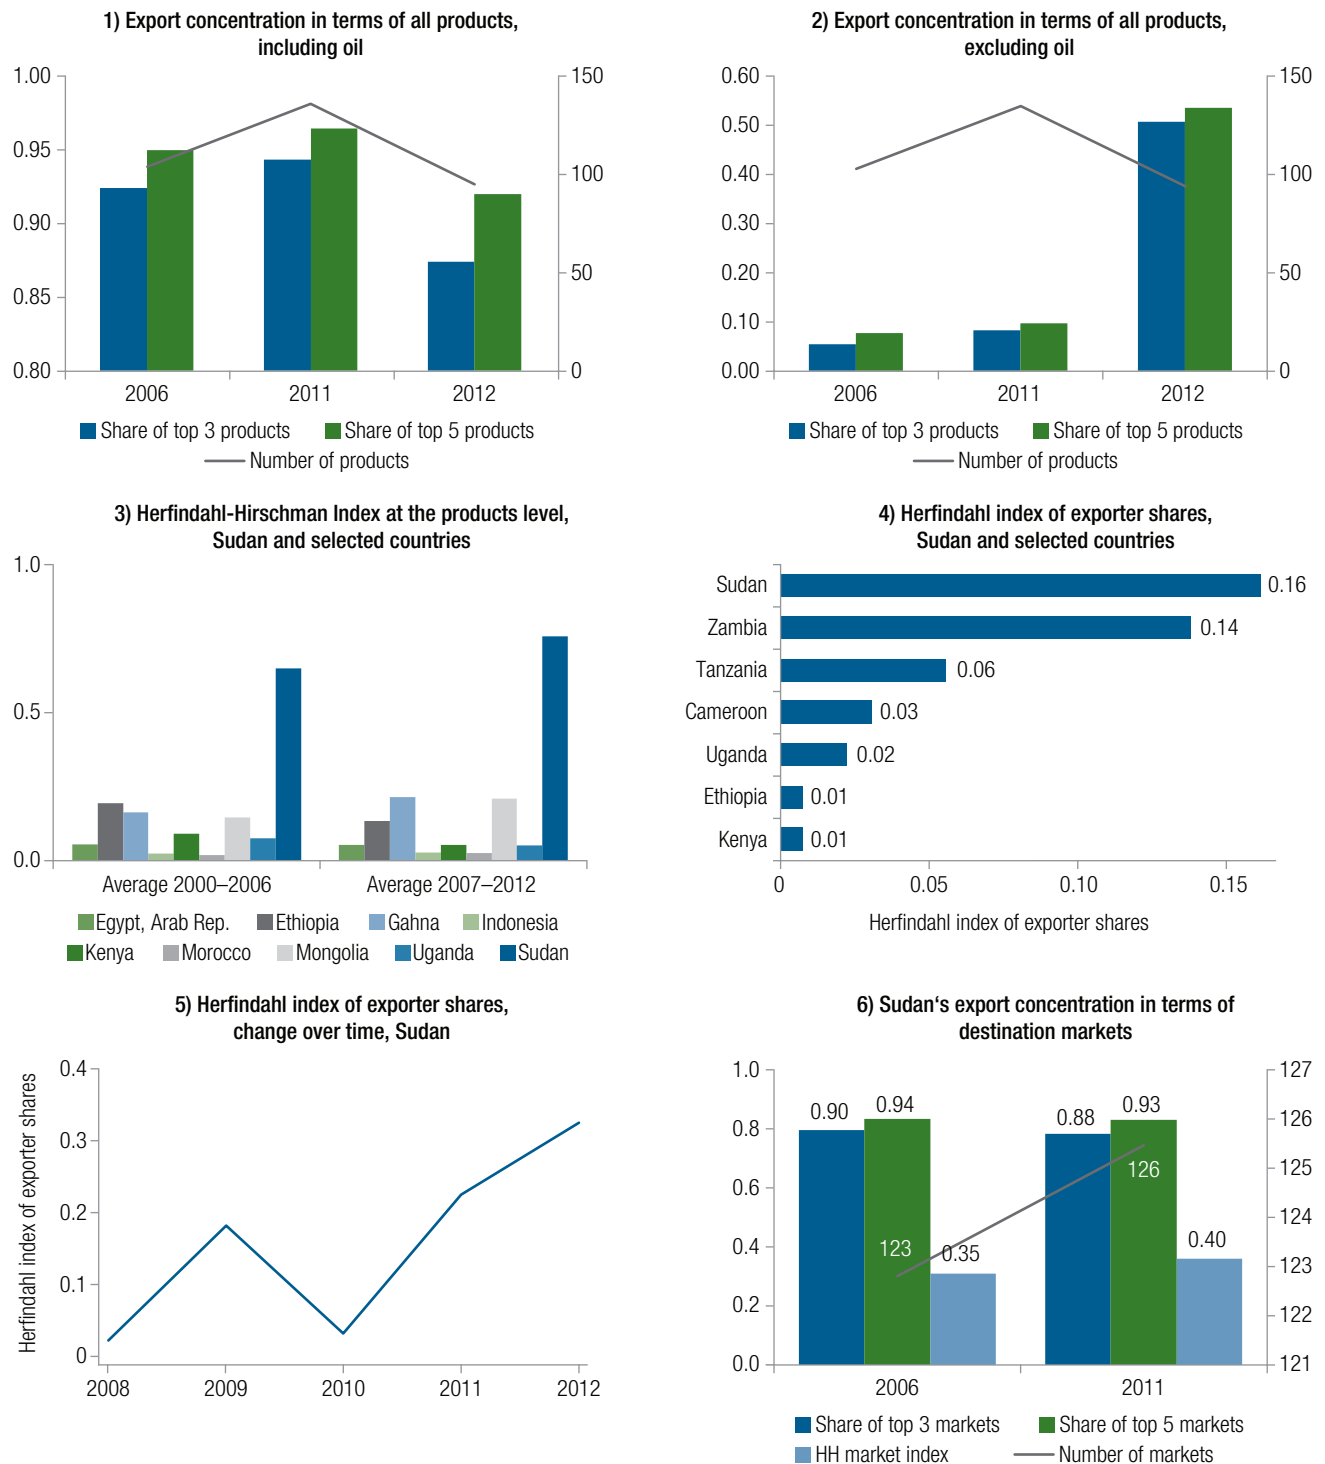 1) Export concentration in terms of all products,
including oil
1.00
0.95
0.90
0.85
0.80
150
100
50
0
2006
2011
2012
Share of top 3 products
Share of top 5 products
Number of products
2) Export concentration in terms of all products,
excluding oil
0.60
0.50
0.40
0.30
0.20
0.10
0.00
150
100
50
0
2006
2011
2012
Share of top 3 products
Share of top 5 products
Number of products
3) Herfindahl-Hirschman Index at the products level,
Sudan and selected countries
1.0
0.5
0.0
Average 2000–2006
Average 2007–2012
Egypt, Arab Rep.
Ethiopia
Gahna
Indonesia
Kenya
Morocco
Mongolia
Uganda
Sudan
4) Herfindahl index of exporter shares,
Sudan and selected countries
Sudan
0.16
Zambia
0.14
Tanzania
0.06
Cameroon
0.03
Uganda
0.02
Ethiopia
0.01
Kenya
0.01
0
0.05
0.10
0.15
Herfindahl index of exporter shares
5) Herfindahl index of exporter shares,
change over time, Sudan
Herfindahl index of exporter shares
0.4
0.3
0.2
0.1
0
2008
2009
2010
2011
2012
6) Sudan‘s export concentration in terms of
destination markets
1.0
0.8
0.6
0.4
0.2
0.0
127
126
125
124
123
122
121
0.90
0.94
123
0.35
0.88
0.93
126
0.40
2006
2011
Share of top 3 markets
Share of top 5 markets
HH market index
Number of markets